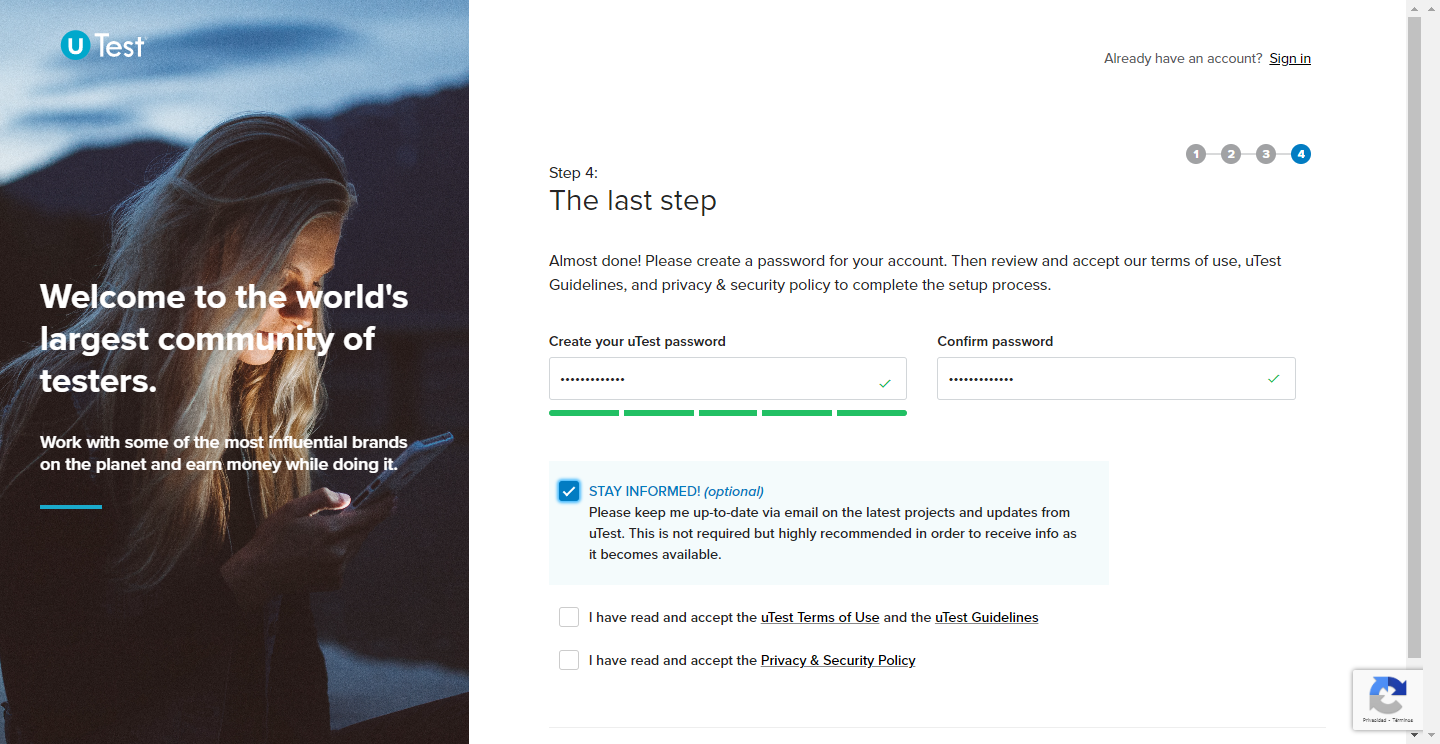 U Test
Already have an account? Sign in
1 2 3 4
Step 4:
The last step
Almost done! Please create a password for your account. Then review and accept our terms of use, uTest
Guidelines, and privacy & security policy to complete the setup process.
Welcome to the world's
largest community of
testers.
Work with some of the most influential brands
on the planet and earn money while doing it.
Create your uTest password
Confirm password
•••••••••••••
•••••••••••••
STAY INFORMED! (optional)
Please keep me up-to-date via email on the latest projects and updates from
uTest. This is not required but highly recommended in order to receive info as
it becomes available.
I have read and accept the uTest Terms of Use and the uTest Guidelines
I have read and accept the Privacy & Security Policy
Privacidad - Términos